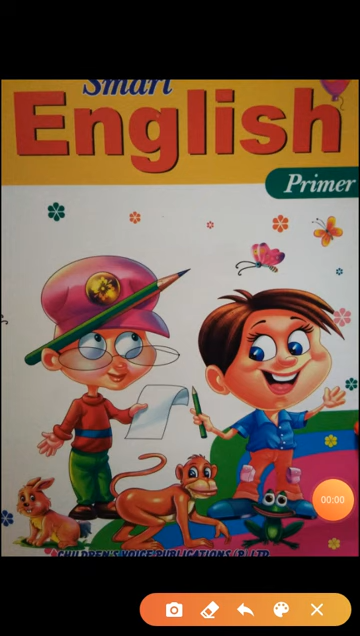 Smart
English
Primer
00:00
CHILDREN'S VOICE PUBLICATIONS (P.) LTD